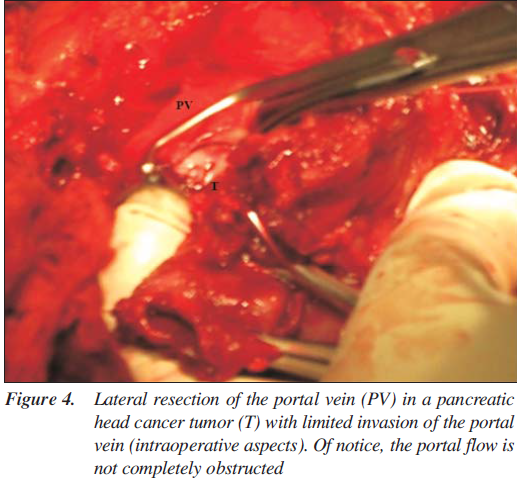 PV
T
Figure 4. Lateral resection of the portal vein (PV) in a pancreatic
head cancer tumor (T) with limited invasion of the portal
vein (intraoperative aspects). Of notice, the portal flow is
not completely obstructed